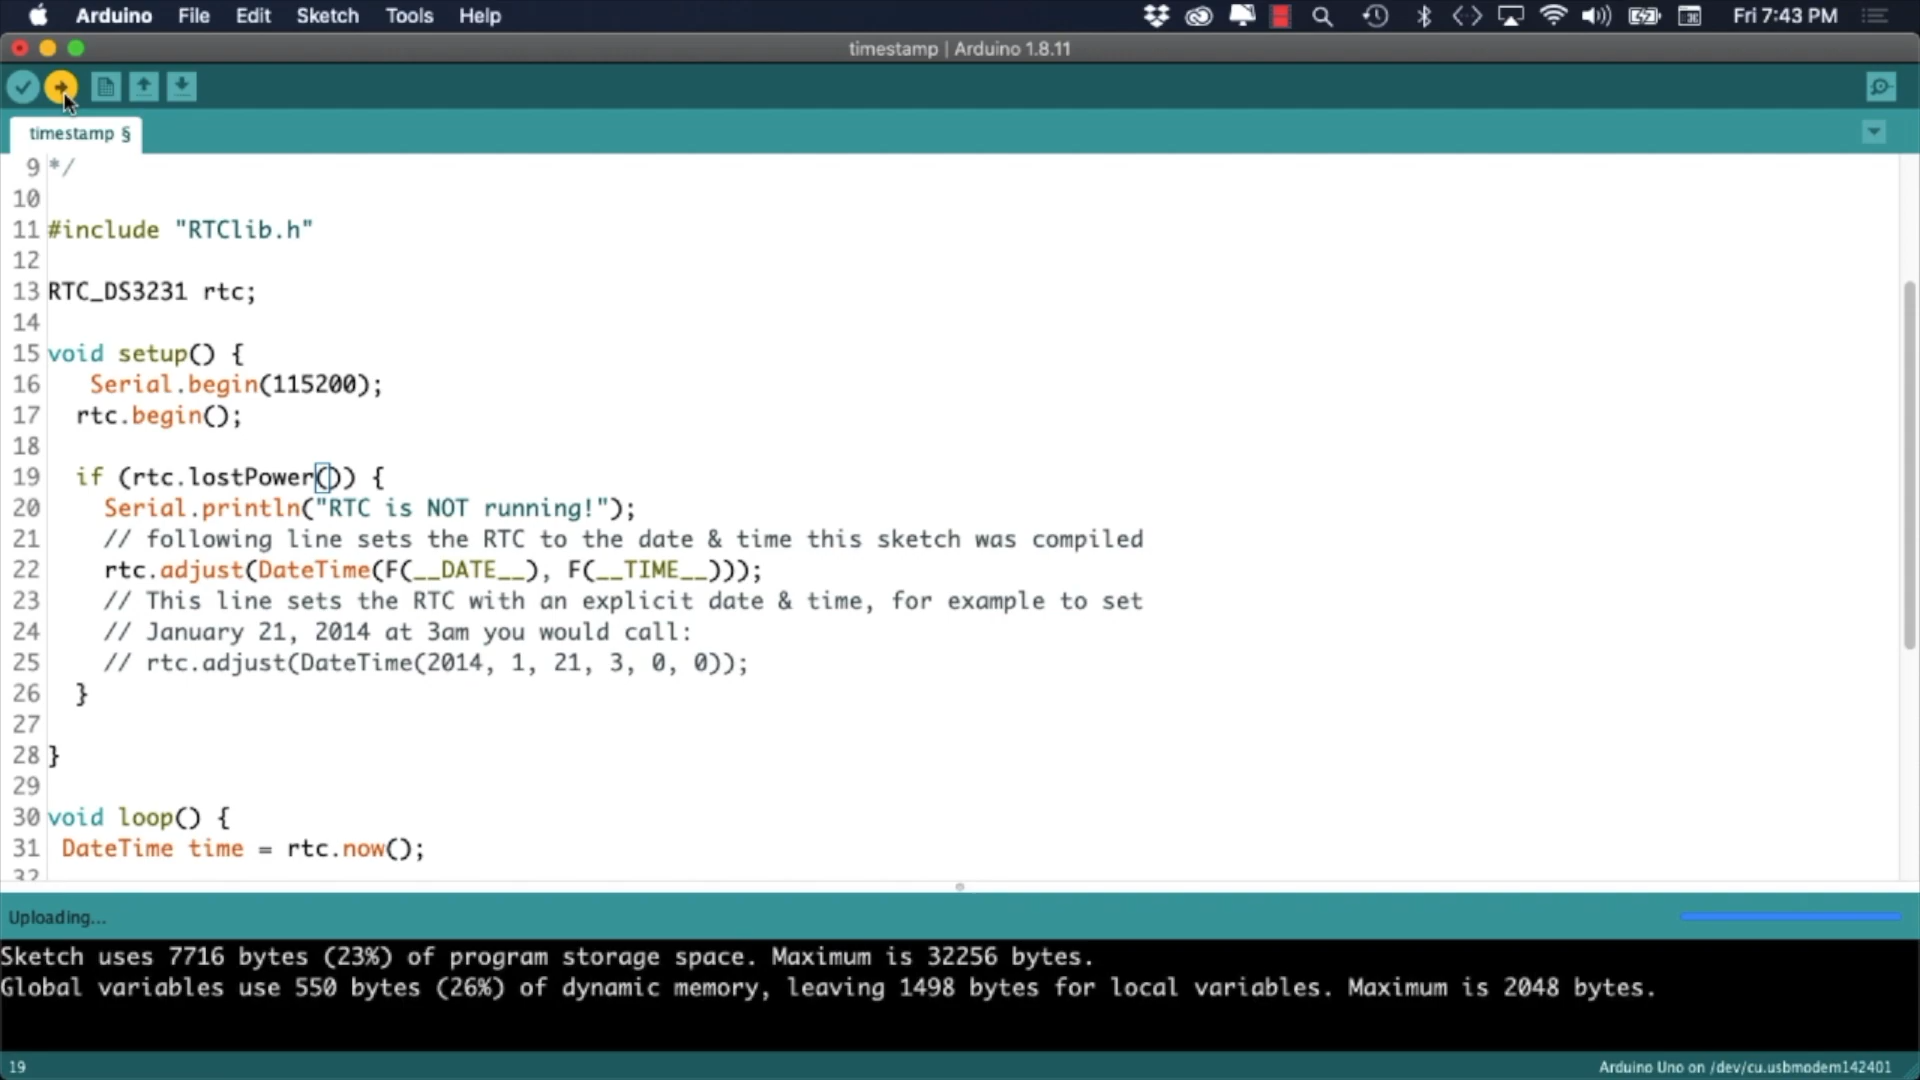 Arduino File Edit Sketch Tools Help Fri 7:43 PM
timestamp | Arduino 1.8.11
timestamp §
9 */
10
11 #include "RTClib.h"
12
13 RTC_DS3231 rtc;
14
15 void setup() {
16 Serial.begin(115200);
17 rtc.begin();
18
19 if (rtc.lostPower()) {
20 Serial.println("RTC is NOT running!");
21 // following line sets the RTC to the date & time this sketch was compiled
22 rtc.adjust(DateTime(F(__DATE__), F(__TIME__)));
23 // This line sets the RTC with an explicit date & time, for example to set
24 // January 21, 2014 at 3am you would call:
25 // rtc.adjust(DateTime(2014, 1, 21, 3, 0, 0));
26 }
27
28 }
29
30 void loop() {
31 DateTime time = rtc.now();
32
Uploading...
Sketch uses 7716 bytes (23%) of program storage space. Maximum is 32256 bytes.
Global variables use 550 bytes (26%) of dynamic memory, leaving 1498 bytes for local variables. Maximum is 2048 bytes.
19 Arduino Uno on /dev/cu.usbmodem142401